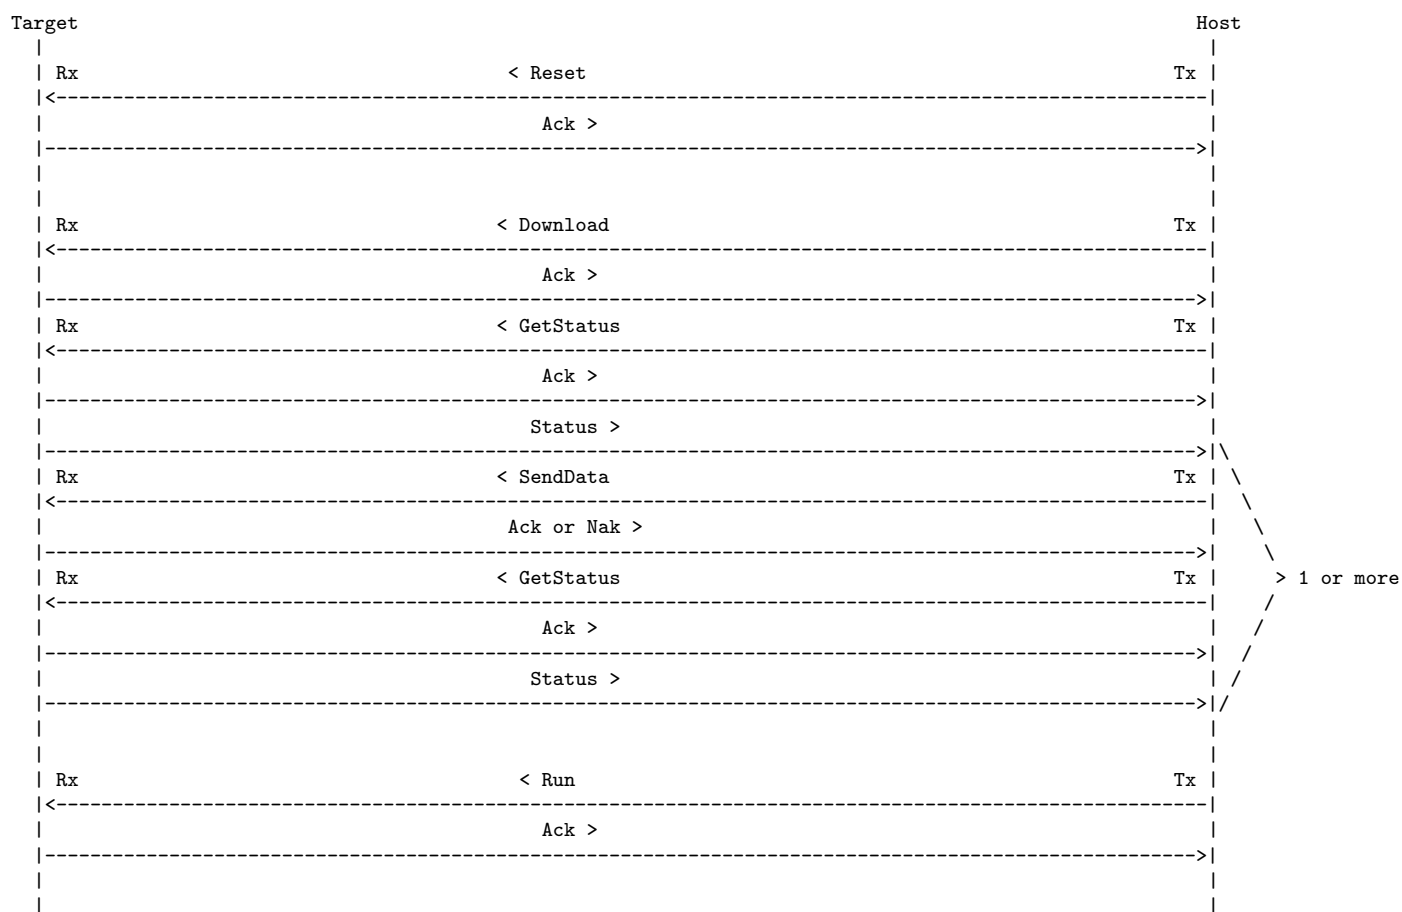 Target Host
Rx < Reset Tx
Ack >
Rx < Download Tx
Ack >
Rx < GetStatus Tx
Ack >
Status >
Rx < SendData Tx
Ack or Nak >
Rx < GetStatus Tx > 1 or more
Ack >
Status >
Rx < Run Tx
Ack >